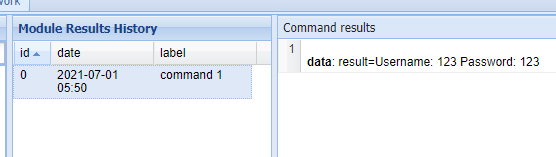 work
Module Results History
id date label
0 2021-07-01 05:50 command 1
Command results
1
data: result=Username: 123 Password: 123